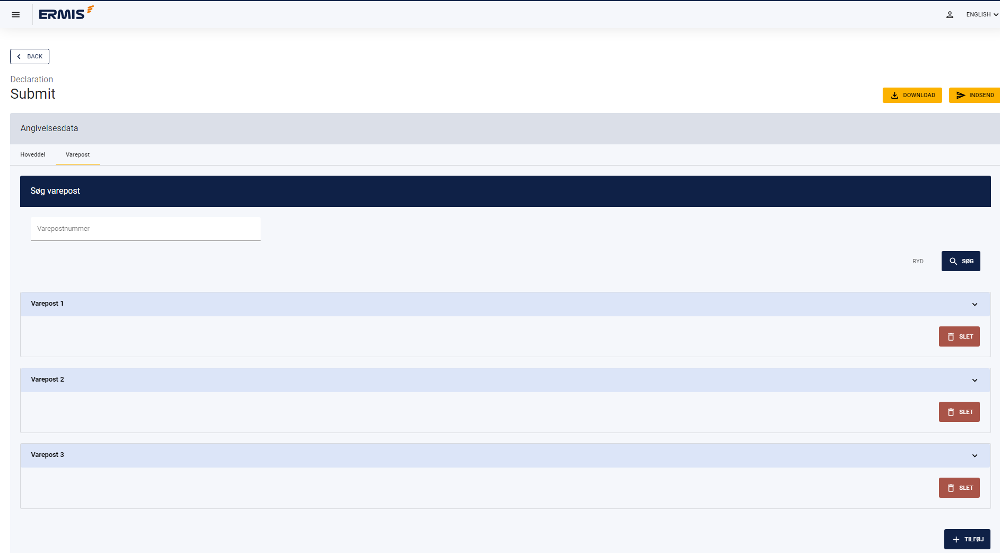 ERMIS
ENGLISH
BACK
Declaration
Submit
DOWNLOAD
INDSEND
Angivelsesdata
Hoveddel
Varepost
Søg varepost
Varepostnummer
RYD
SØG
Varepost 1
SLET
Varepost 2
SLET
Varepost 3
SLET
TILFØJ